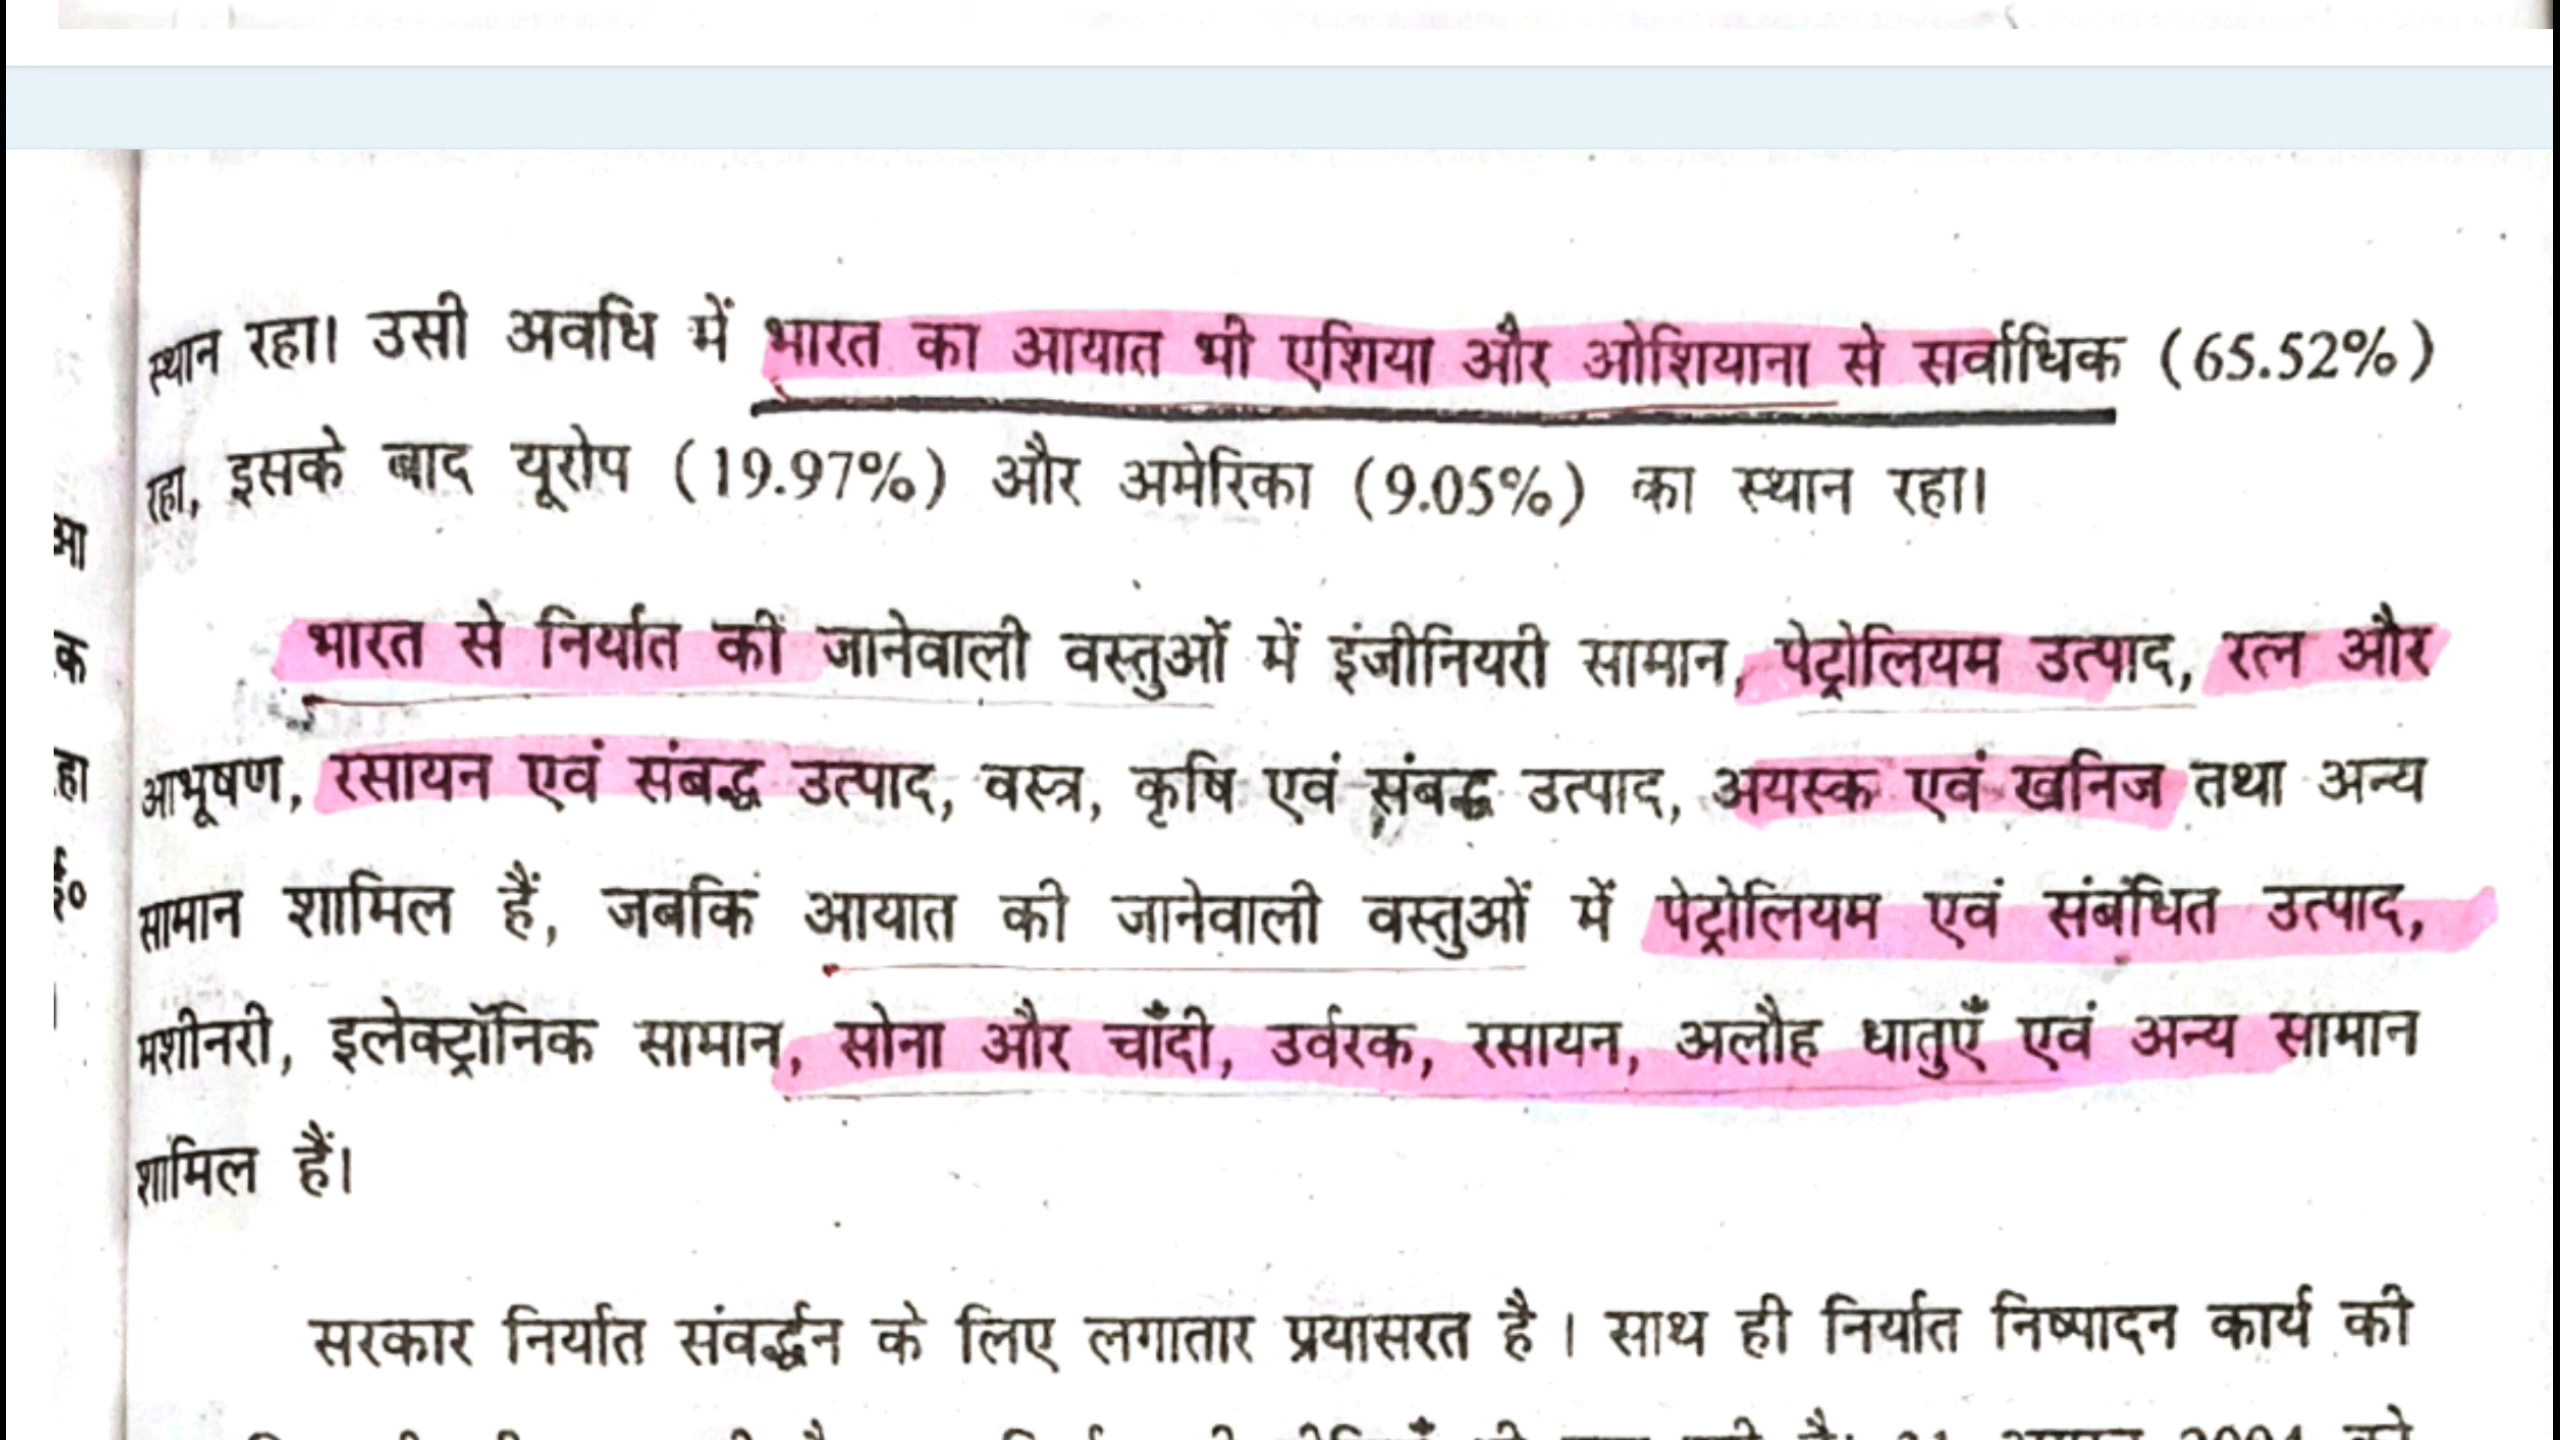 स्थान रहा। उसी अवधि में भारत का आयात भी एशिया और ओशियाना से सर्वाधिक (65.52%)
रहा, इसके बाद यूरोप (19.97%) और अमेरिका (9.05%) का स्थान रहा।
भारत से निर्यात की जानेवाली वस्तुओं में इंजीनियरी सामान, पेट्रोलियम उत्पाद, रत्न और
आभूषण, रसायन एवं संबद्ध उत्पाद, वस्त्र, कृषि एवं संबद्ध उत्पाद, अयस्क एवं खनिज तथा अन्य
सामान शामिल हैं, जबकि आयात की जानेवाली वस्तुओं में पेट्रोलियम एवं संबंधित उत्पाद,
मशीनरी, इलेक्ट्रॉनिक सामान, सोना और चाँदी, उर्वरक, रसायन, अलौह धातुएँ एवं अन्य सामान
शामिल हैं।
सरकार निर्यात संवर्द्धन के लिए लगातार प्रयासरत है । साथ ही निर्यात निष्पादन कार्य की